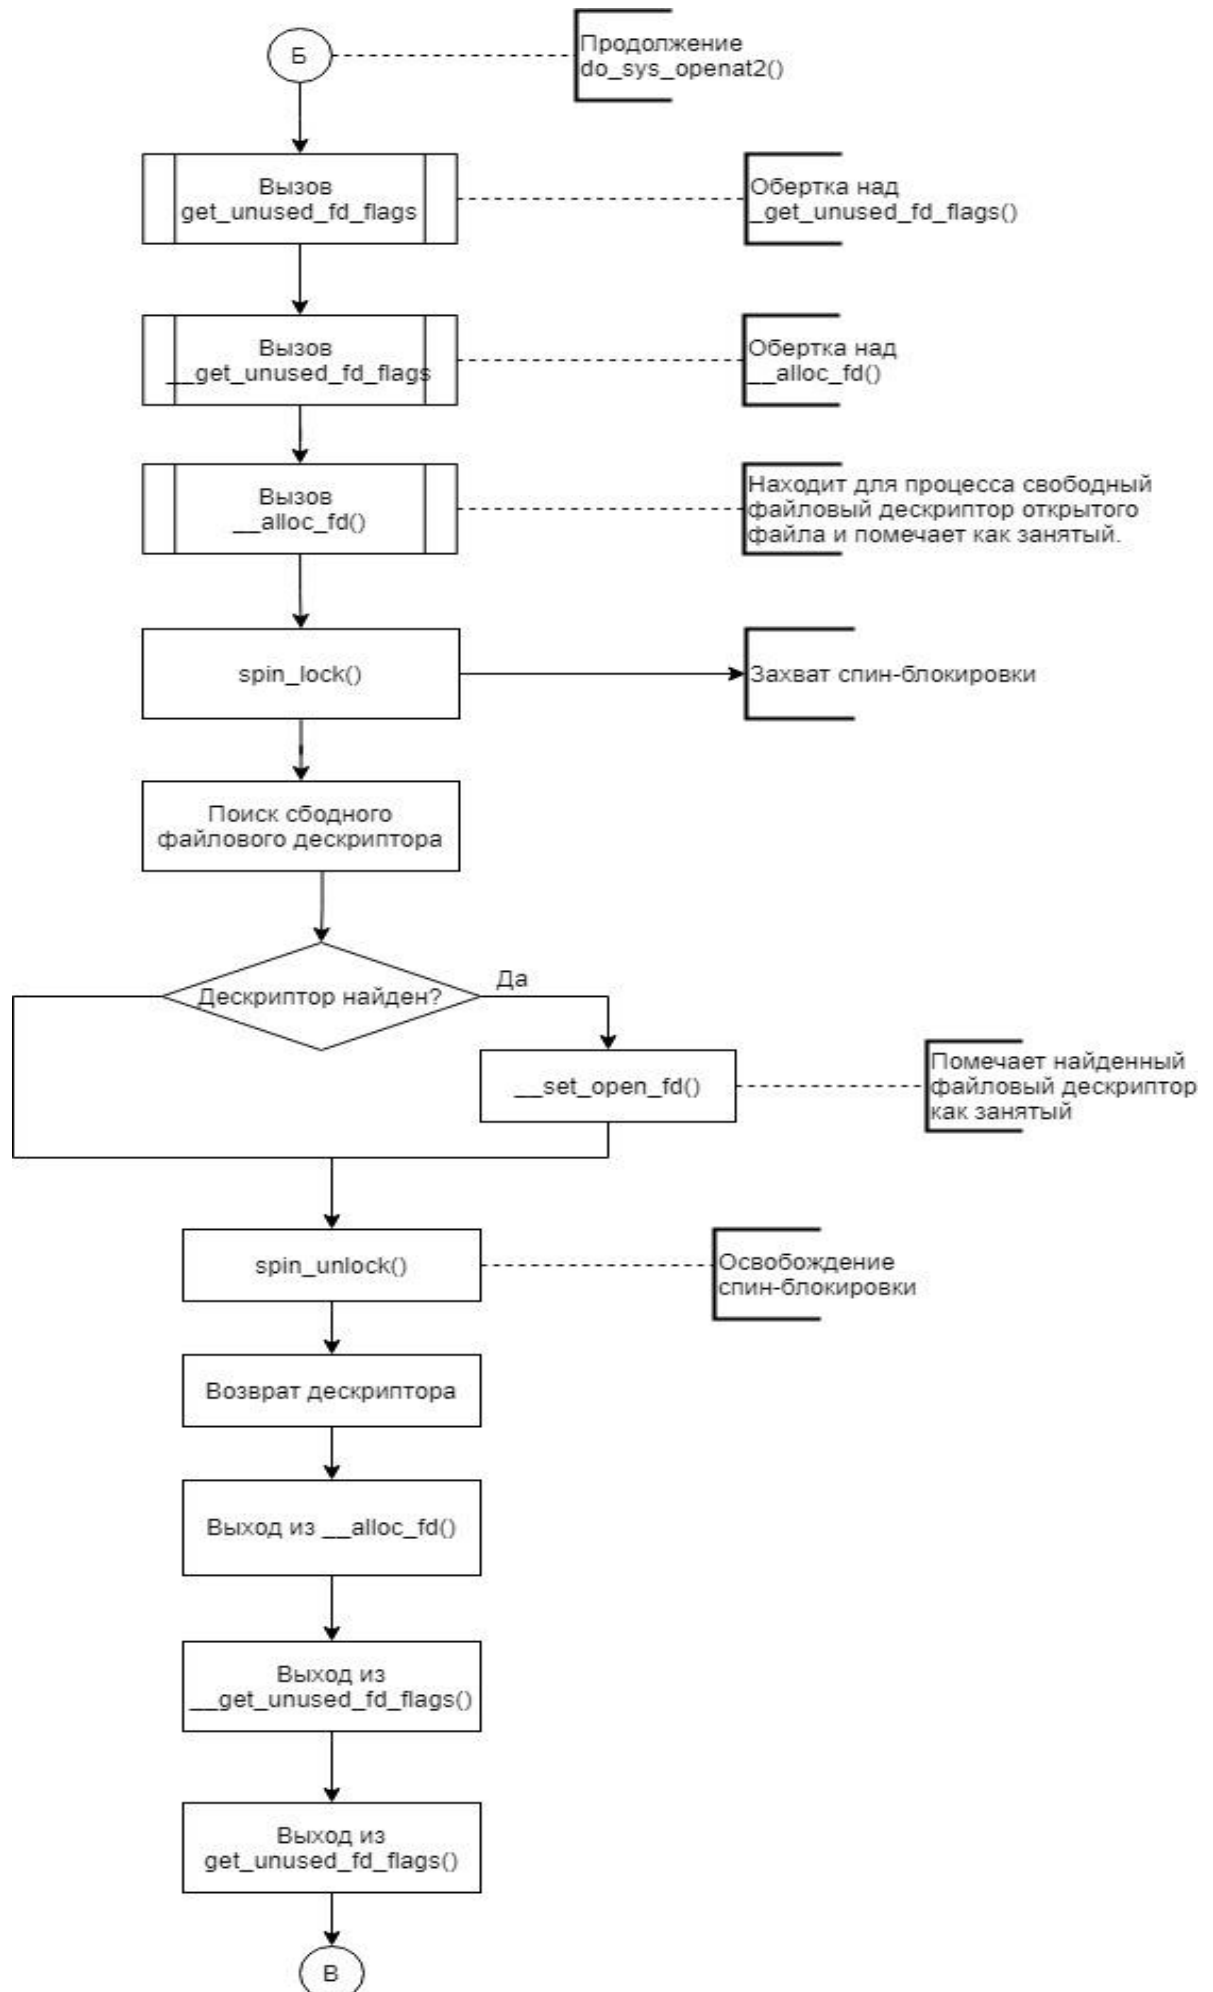 Б
Продолжение
do_sys_openat2()
Вызов
get_unused_fd_flags
Обертка над
_get_unused_fd_flags()
Вызов
__get_unused_fd_flags
Обертка над
__alloc_fd()
Вызов
__alloc_fd()
Находит для процесса свободный
файловый дескриптор открытого
файла и помечает как занятый.
spin_lock()
Захват спин-блокировки
Поиск сбодного
файлового дескриптора
Дескриптор найден?
Да
__set_open_fd()
Помечает найденный
файловый дескриптор
как занятый
spin_unlock()
Освобождение
спин-блокировки
Возврат дескриптора
Выход из __alloc_fd()
Выход из
__get_unused_fd_flags()
Выход из
get_unused_fd_flags()
В